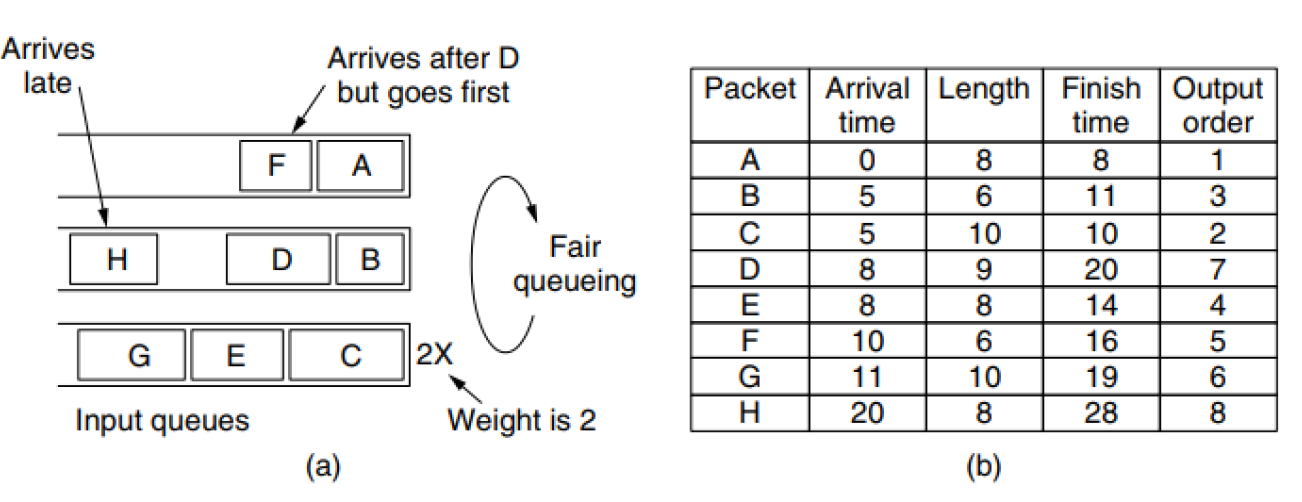 Arrives
late
Arrives after D
but goes first
F A
H D B
G E C 2X
Fair
queueing
Input queues
Weight is 2
(a)
Packet Arrival time Length Finish time Output order
A 0 8 8 1
B 5 6 11 3
C 5 10 10 2
D 8 9 20 7
E 8 8 14 4
F 10 6 16 5
G 11 10 19 6
H 20 8 28 8
(b)